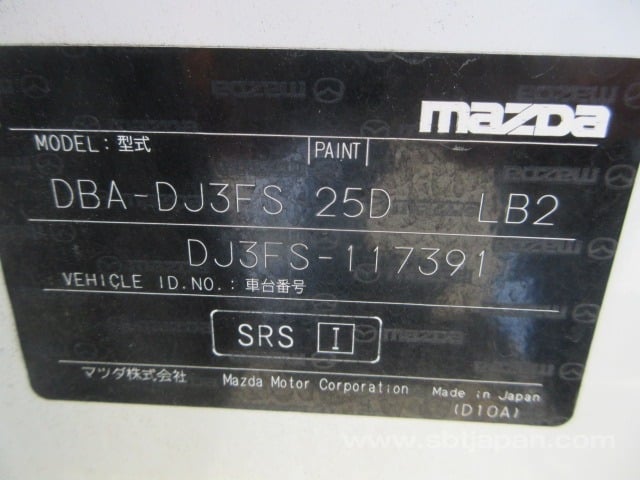 mazda
MODEL: 型式 PAINT
DBA-DJ3FS 25D LB2
DJ3FS-117391
VEHICLE ID.NO.: 車台番号
SRS I
マツダ株式会社 Mazda Motor Corporation Made in Japan
(D10A)
www.sbtjapan.com